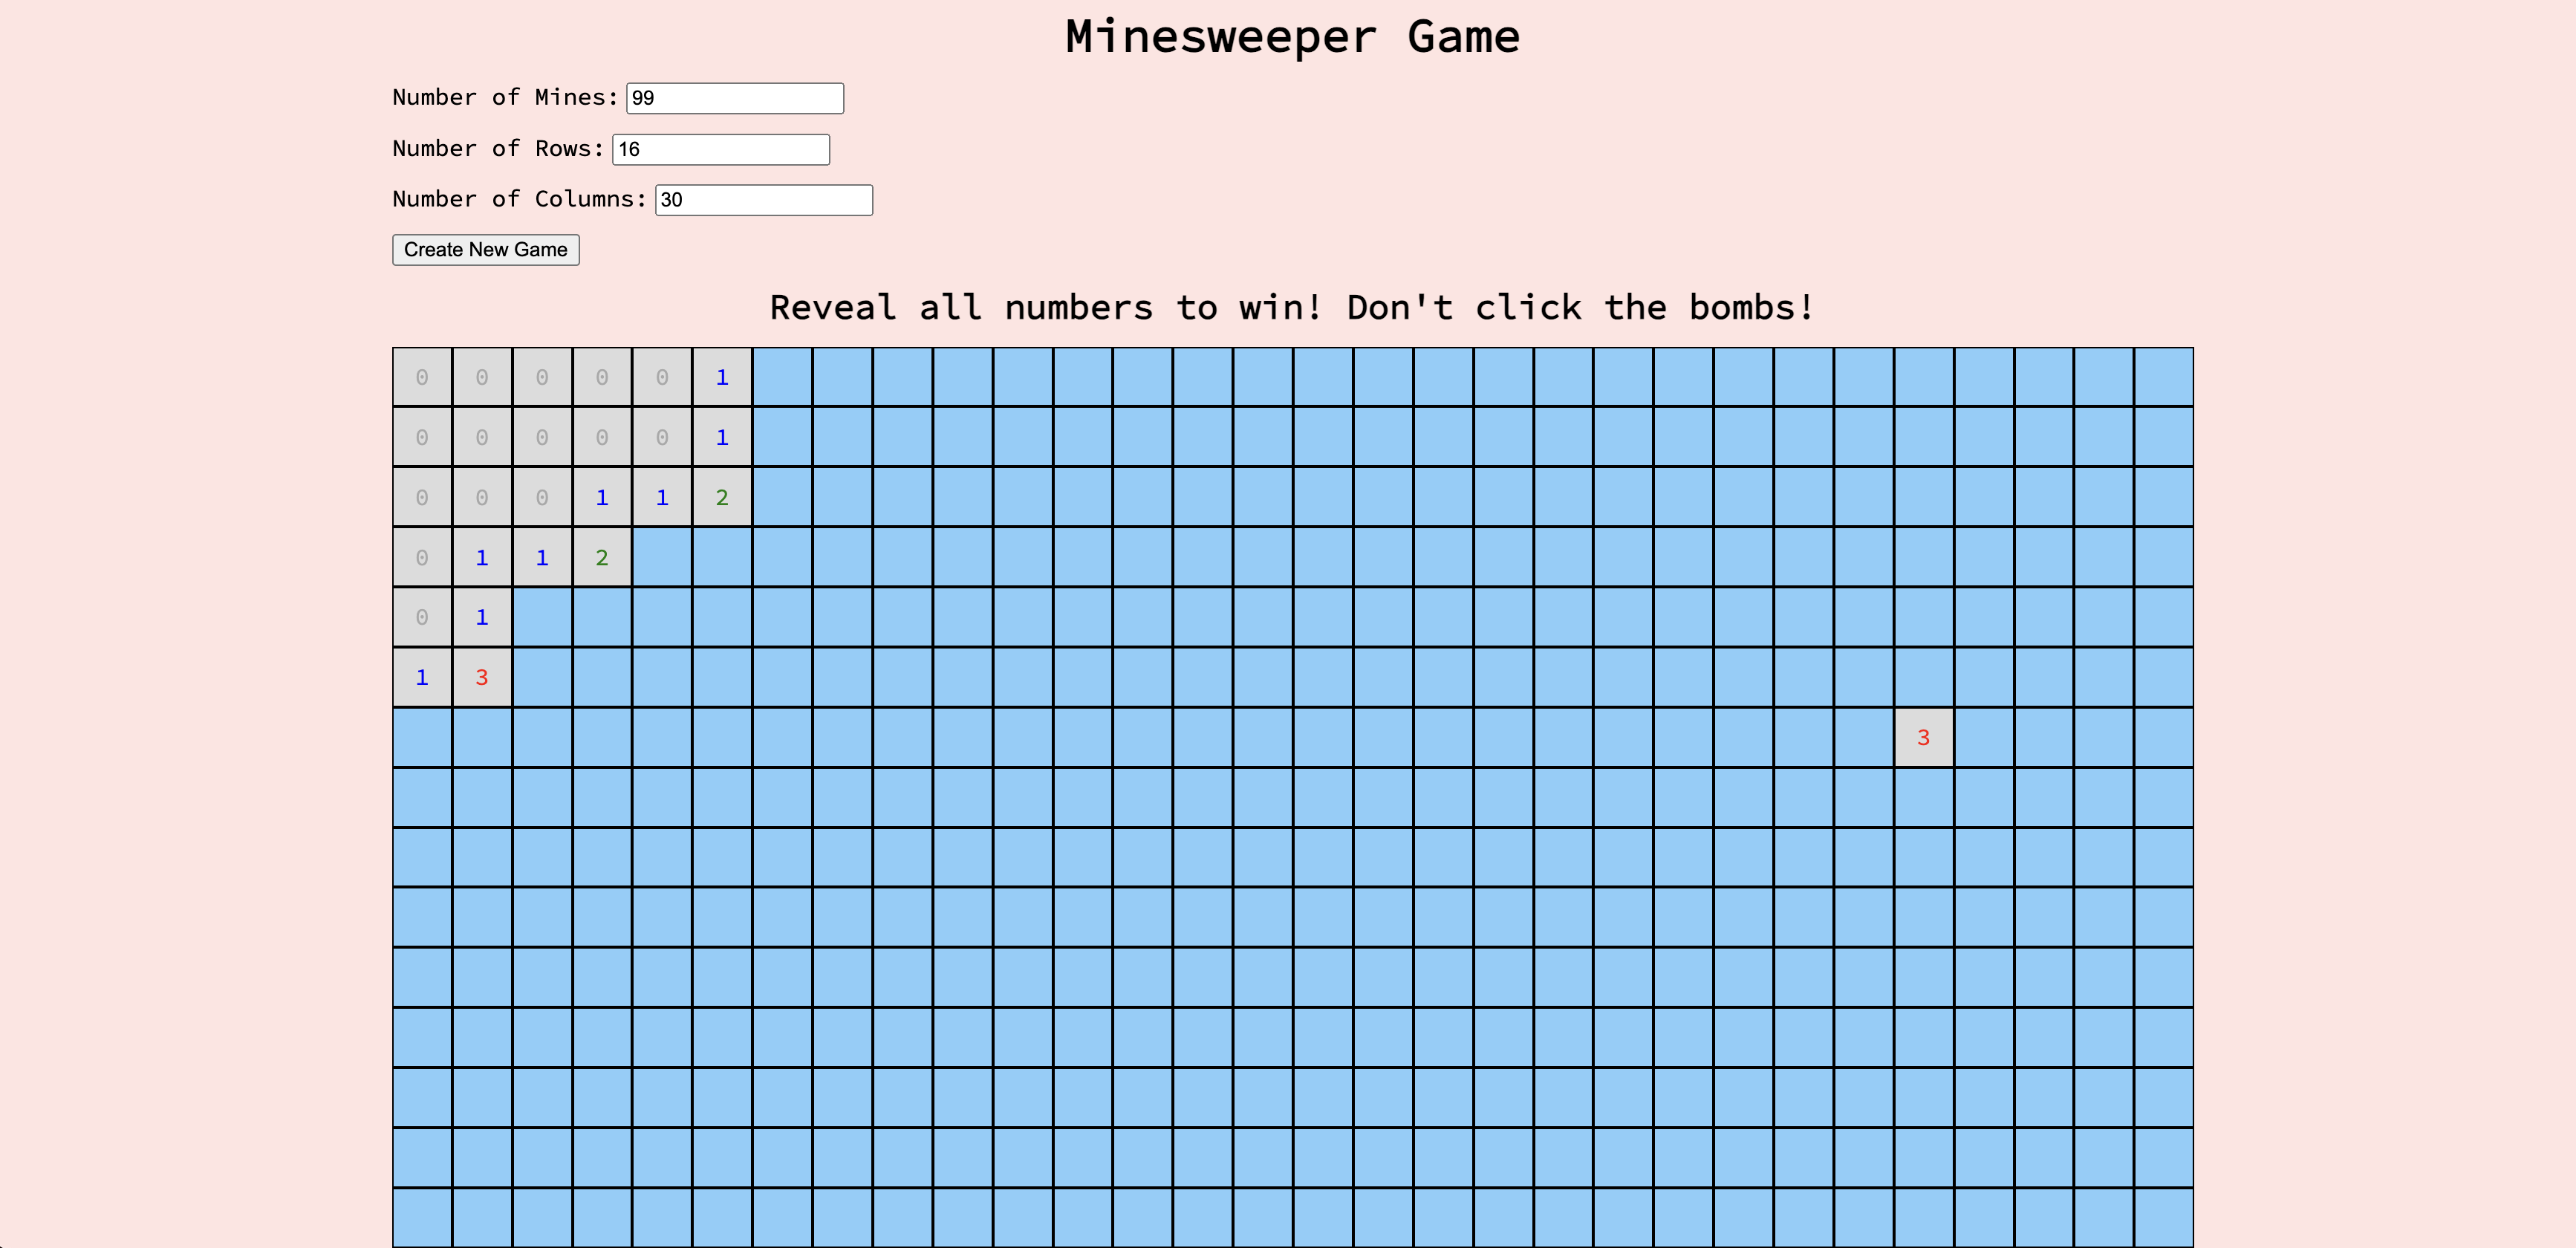 Minesweeper Game
Number of Mines: 99
Number of Rows: 16
Number of Columns: 30
Create New Game
Reveal all numbers to win! Don't click the bombs!
0 0 0 0 0 1
0 0 0 0 0 1
0 0 0 1 1 2
0 1 1 2
0 1
1 3
3